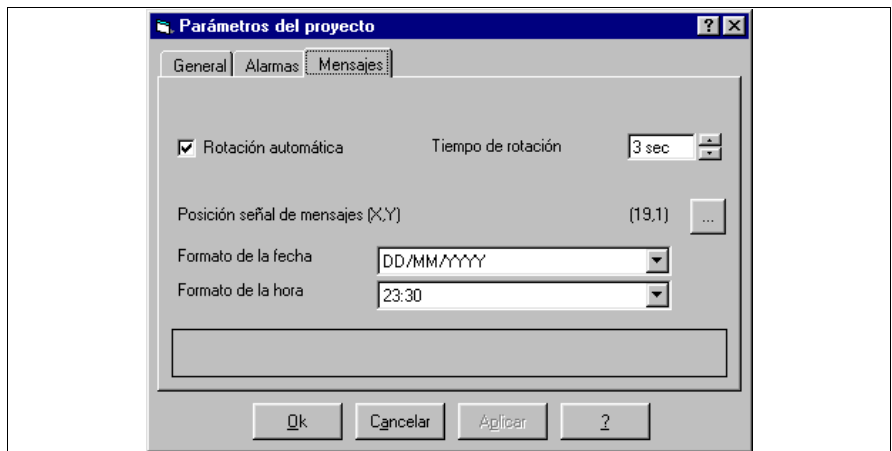 Parámetros del proyecto ?
General Alarmas Mensajes
Rotación automática Tiempo de rotación 3 sec
Posición señal de mensajes (X,Y) (19,1) ...
Formato de la fecha DD/MM/YYYY
Formato de la hora 23:30
Ok Cancelar Aplicar ?